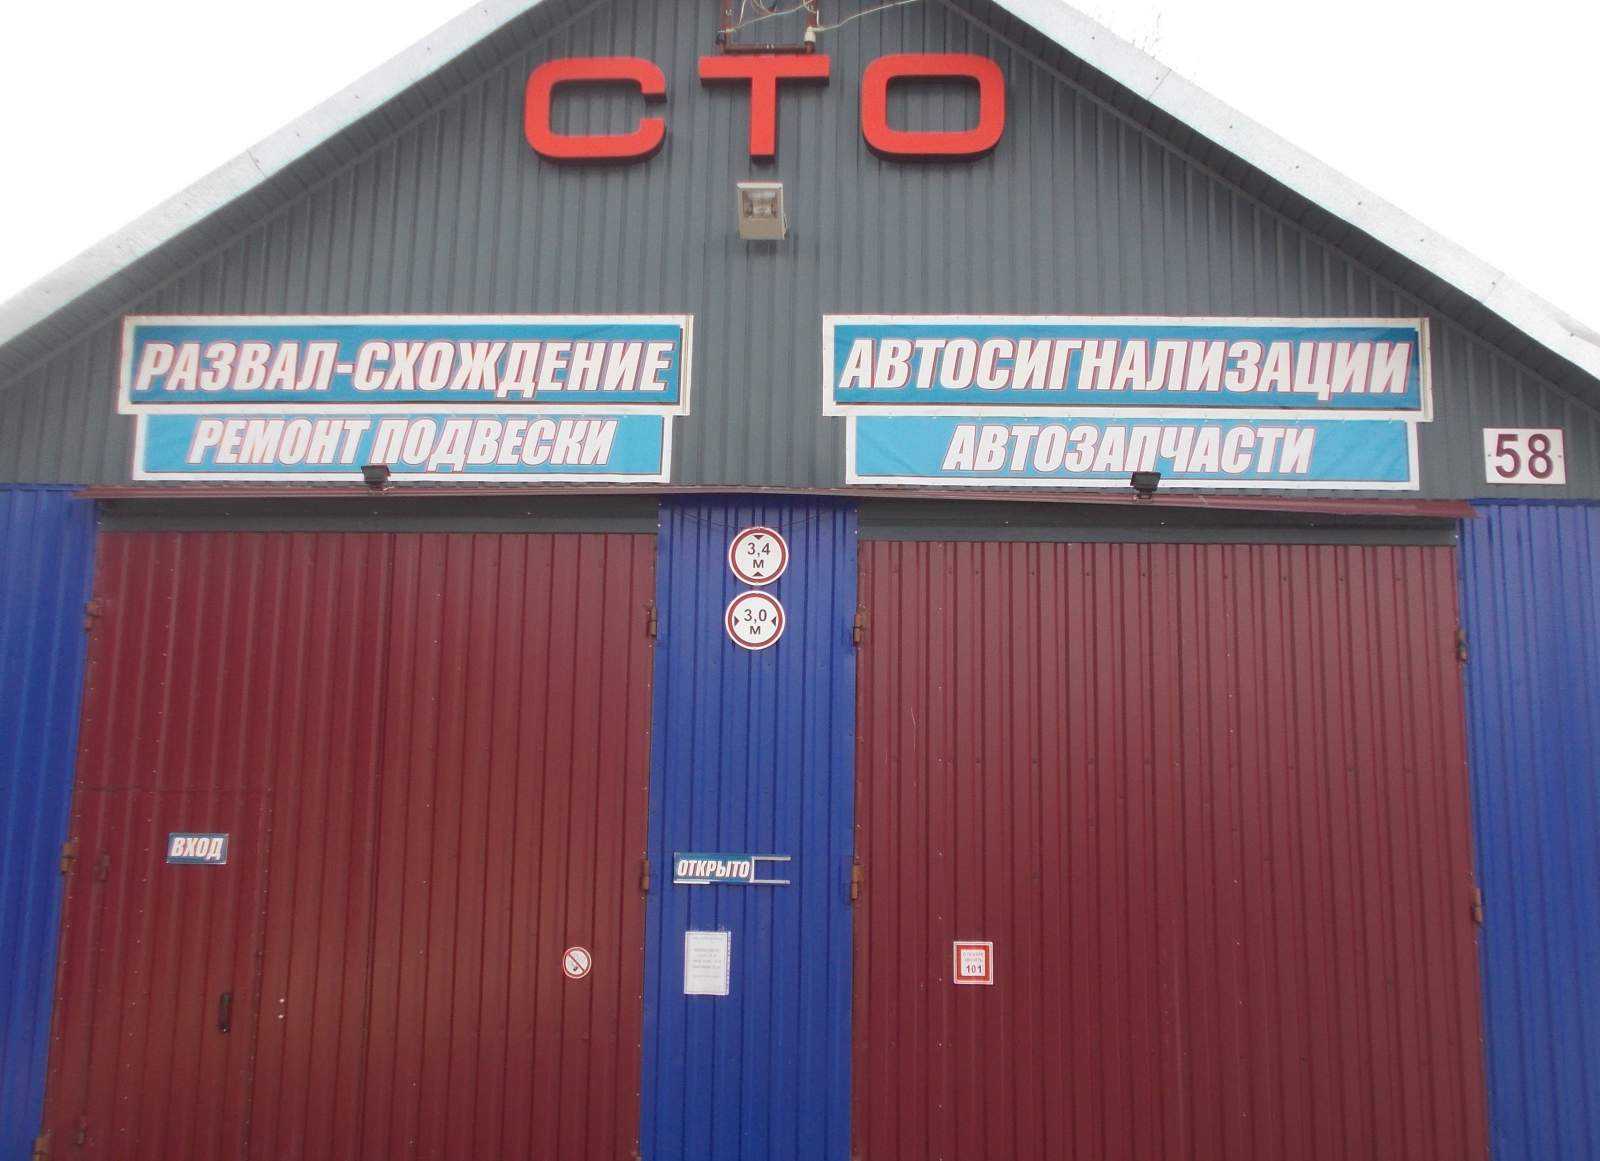 СТО
РАЗВАЛ-СХОЖДЕНИЕ
РЕМОНТ ПОДВЕСКИ
АВТОСИГНАЛИЗАЦИИ
АВТОЗАПЧАСТИ
58
3,4
М
3,0
М
ВХОД
ОТКРЫТО
101